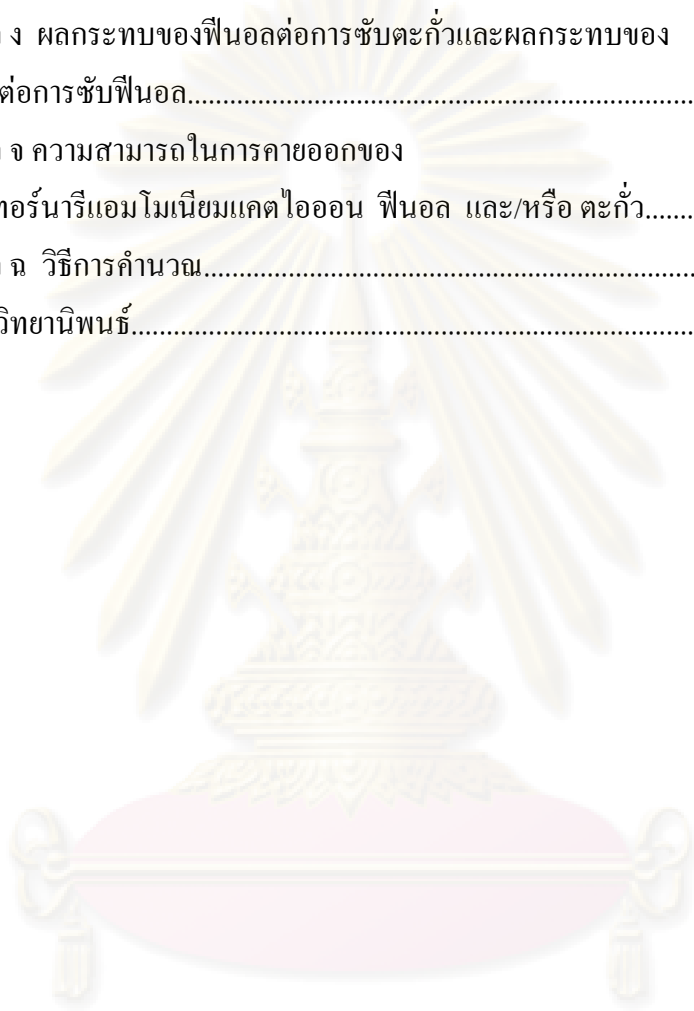 ง ผลกระทบของฟีนอลต่อการซับตะกั่วและผลกระทบของ
ต่อการซับฟีนอล......................................................................
จ ความสามารถในการคายออกของ
ทอร์นารีแอมโมเนียมแคตไอออน ฟีนอล และ/หรือ ตะกั่ว.......
ฉ วิธีการคำนวณ....................................................................
วิทยานิพนธ์..............................................................................